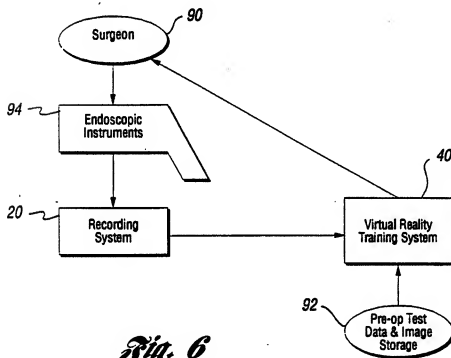 90
Surgeon
94
Endoscopic
Instruments
40
20
Recording
System
Virtual Reality
Training System
92
Pre-op Test
Data & Image
Storage
Fig. 6